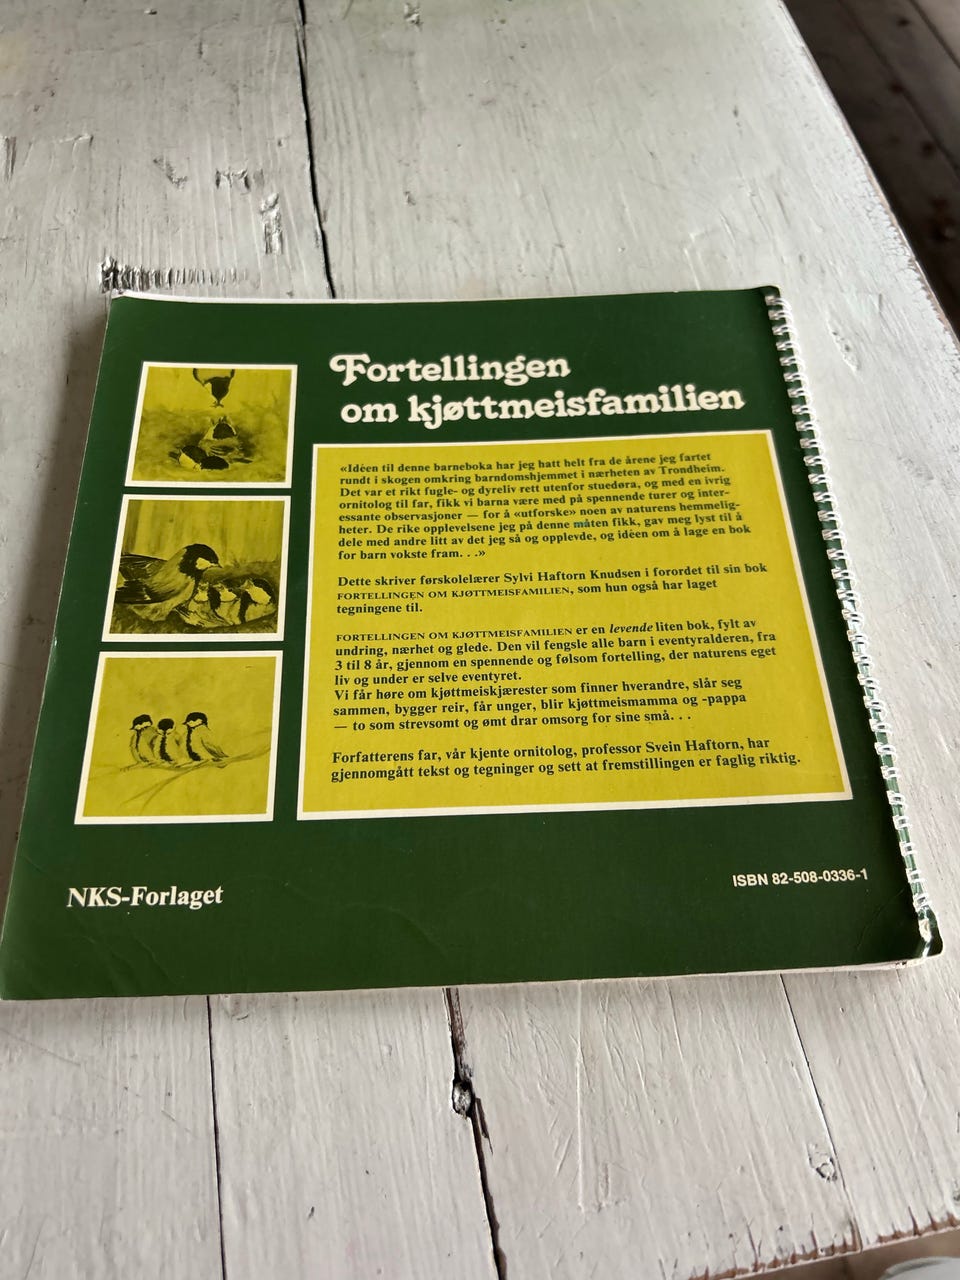 Fortellingen
om kjøttmeisfamilien
«Idéen til denne barneboka har jeg hatt helt fra de årene jeg fartet
rundt i skogen omkring barndomshjemmet i nærheten av Trondheim.
Det var et rikt fugle- og dyreliv rett utenfor stuedøra, og med en ivrig
ornitolog til far, fikk vi barna være med på spennende turer og inter-
essante observasjoner — for å «utforske» noen av naturens hemmelig-
heter. De rike opplevelsene jeg på denne måten fikk, gav meg lyst til å
dele med andre litt av det jeg så og opplevde, og idéen om å lage en bok
for barn vokste fram. . .»
Dette skriver førskolelærer Sylvi Haftorn Knudsen i forordet til sin bok
FORTELLINGEN OM KJØTTMEISFAMILIEN, som hun også har laget
tegningene til.
FORTELLINGEN OM KJØTTMEISFAMILIEN er en levende liten bok, fylt av
undring, nærhet og glede. Den vil fengsle alle barn i eventyralderen, fra
3 til 8 år, gjennom en spennende og følsom fortelling, der naturens eget
liv og under er selve eventyret.
Vi får høre om kjøttmeiskjærester som finner hverandre, slår seg
sammen, bygger reir, får unger, blir kjøttmeismamma og -pappa
— to som strevsomt og ømt drar omsorg for sine små. . .
Forfatterens far, vår kjente ornitolog, professor Svein Haftorn, har
gjennomgått tekst og tegninger og sett at fremstillingen er faglig riktig.
NKS-Forlaget
ISBN 82-508-0336-1